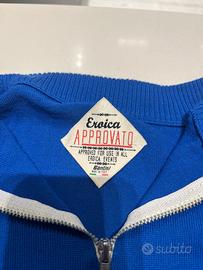 Eroica
APPROVATO
APPROVED FOR USE IN ALL
EROICA EVENTS
Santini
subito